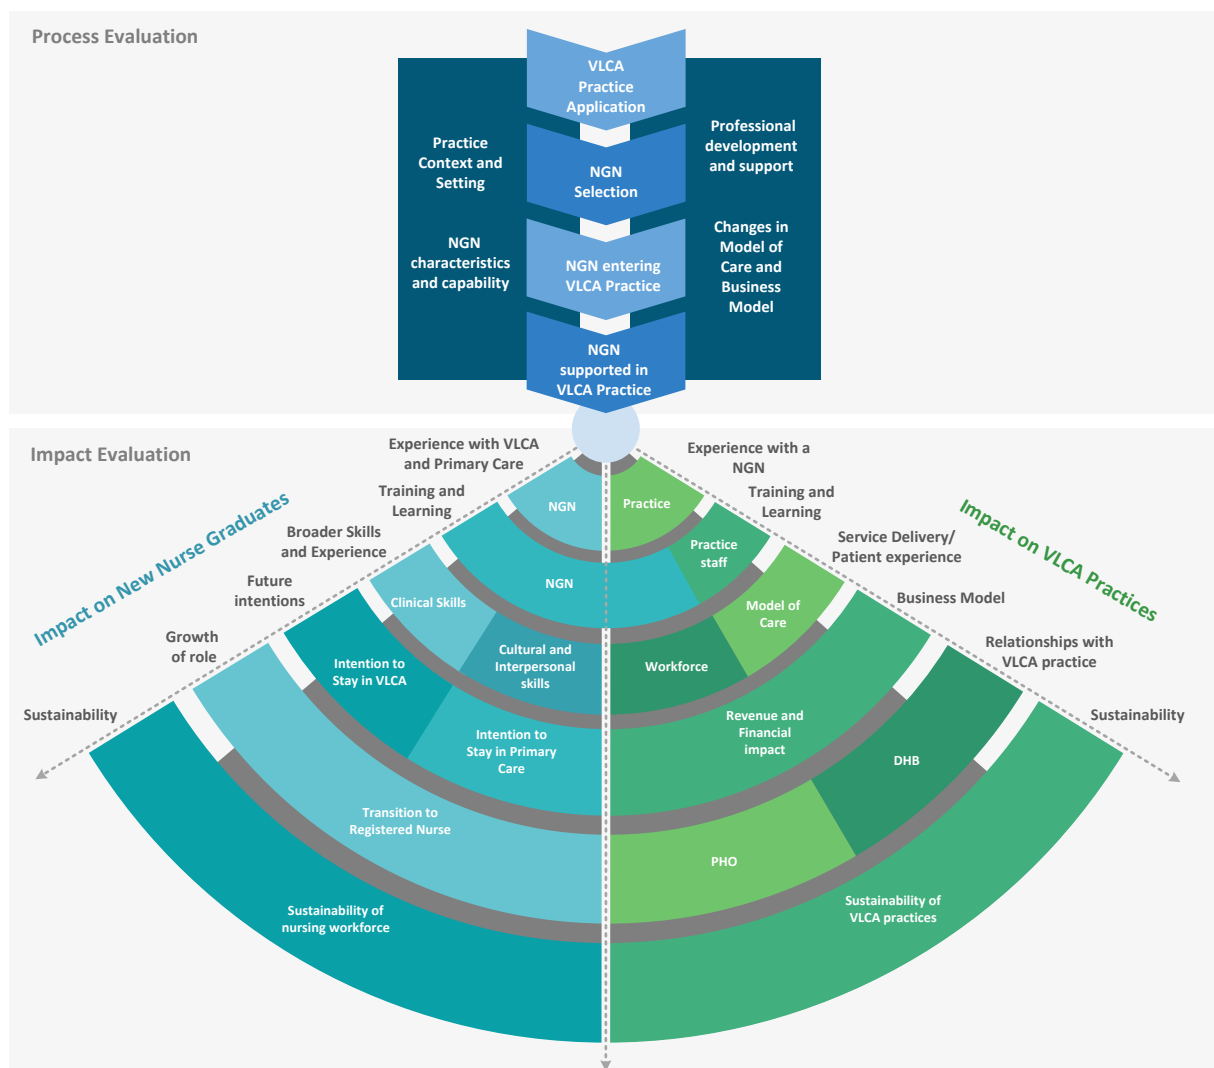 Process Evaluation
VLCA
Practice
Application
Practice
Context and
Setting
Professional
development
and support
NGN
Selection
NGN
characteristics
and capability
NGN entering
VLCA Practice
Changes in
Model of
Care and
Business
Model
NGN
supported in
VLCA Practice
Impact Evaluation
Impact on New Nurse Graduates
Impact on VLCA Practices
Experience with VLCA
and Primary Care
Experience with a
NGN
NGN
Practice
Training and
Learning
Training and
Learning
NGN
Practice
staff
Broader Skills
and Experience
Service Delivery/
Patient experience
Clinical Skills
Cultural and
Interpersonal
skills
Workforce
Model of
Care
Future
intentions
Business Model
Intention to
Stay in VLCA
Intention to
Stay in Primary
Care
Revenue and
Financial
impact
Growth
of role
Relationships with
VLCA practice
Transition to
Registered Nurse
PHO
DHB
Sustainability
Sustainability
Sustainability of
nursing workforce
Sustainability of
VLCA practices